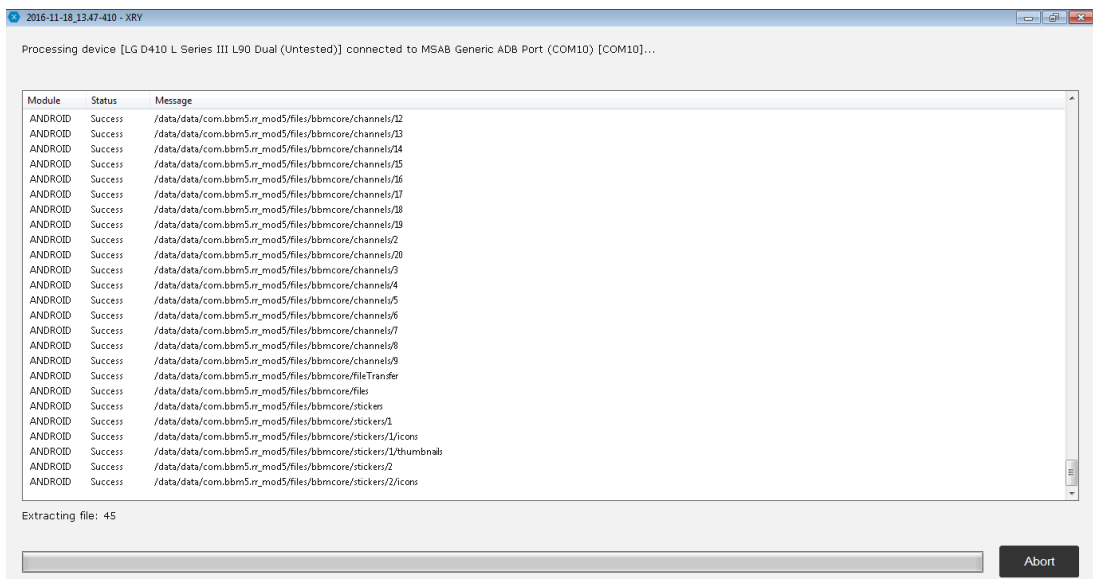 2016-11-18_13.47-410 - XRY
Processing device [LG D410 L Series III L90 Dual (Untested)] connected to MSAB Generic ADB Port (COM10) [COM10]...
Module Status Message
ANDROID Success /data/data/com.bbm5.rr_mod5/files/bbmcore/channels/12
ANDROID Success /data/data/com.bbm5.rr_mod5/files/bbmcore/channels/13
ANDROID Success /data/data/com.bbm5.rr_mod5/files/bbmcore/channels/14
ANDROID Success /data/data/com.bbm5.rr_mod5/files/bbmcore/channels/15
ANDROID Success /data/data/com.bbm5.rr_mod5/files/bbmcore/channels/16
ANDROID Success /data/data/com.bbm5.rr_mod5/files/bbmcore/channels/17
ANDROID Success /data/data/com.bbm5.rr_mod5/files/bbmcore/channels/18
ANDROID Success /data/data/com.bbm5.rr_mod5/files/bbmcore/channels/19
ANDROID Success /data/data/com.bbm5.rr_mod5/files/bbmcore/channels/2
ANDROID Success /data/data/com.bbm5.rr_mod5/files/bbmcore/channels/20
ANDROID Success /data/data/com.bbm5.rr_mod5/files/bbmcore/channels/3
ANDROID Success /data/data/com.bbm5.rr_mod5/files/bbmcore/channels/4
ANDROID Success /data/data/com.bbm5.rr_mod5/files/bbmcore/channels/5
ANDROID Success /data/data/com.bbm5.rr_mod5/files/bbmcore/channels/6
ANDROID Success /data/data/com.bbm5.rr_mod5/files/bbmcore/channels/7
ANDROID Success /data/data/com.bbm5.rr_mod5/files/bbmcore/channels/8
ANDROID Success /data/data/com.bbm5.rr_mod5/files/bbmcore/channels/9
ANDROID Success /data/data/com.bbm5.rr_mod5/files/bbmcore/fileTransfer
ANDROID Success /data/data/com.bbm5.rr_mod5/files/bbmcore/files
ANDROID Success /data/data/com.bbm5.rr_mod5/files/bbmcore/stickers
ANDROID Success /data/data/com.bbm5.rr_mod5/files/bbmcore/stickers/1
ANDROID Success /data/data/com.bbm5.rr_mod5/files/bbmcore/stickers/1/icons
ANDROID Success /data/data/com.bbm5.rr_mod5/files/bbmcore/stickers/1/thumbnails
ANDROID Success /data/data/com.bbm5.rr_mod5/files/bbmcore/stickers/2
ANDROID Success /data/data/com.bbm5.rr_mod5/files/bbmcore/stickers/2/icons
Extracting file: 45
Abort